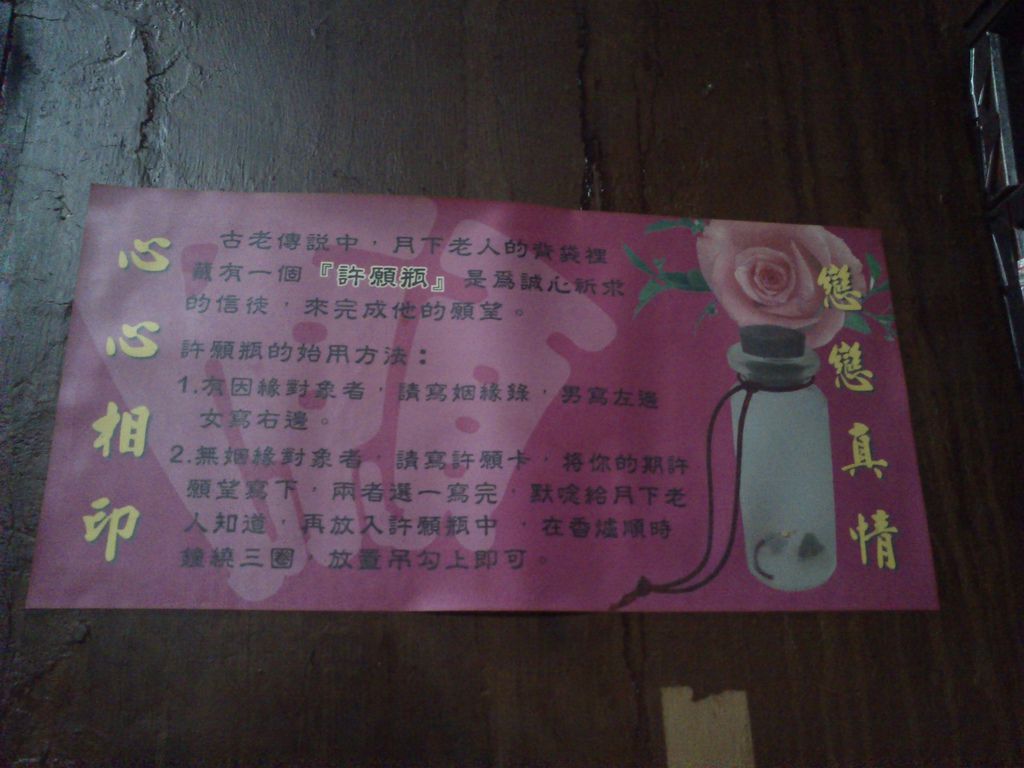 心心相印
古老傳說中，月下老人的背袋裡
藏有一個『許願瓶』是爲誠心祈求
的信徒，來完成他的願望。
許願瓶的始用方法：
1.有因緣對象者，請寫姻緣錄，男寫左邊
女寫右邊。
2.無姻緣對象者，請寫許願卡，将你的期許
願望寫下，兩者選一寫完，默唸給月下老
人知道，再放入許願瓶中，在香爐順時
鐘繞三圈，放置吊勾上即可。
戀戀真情